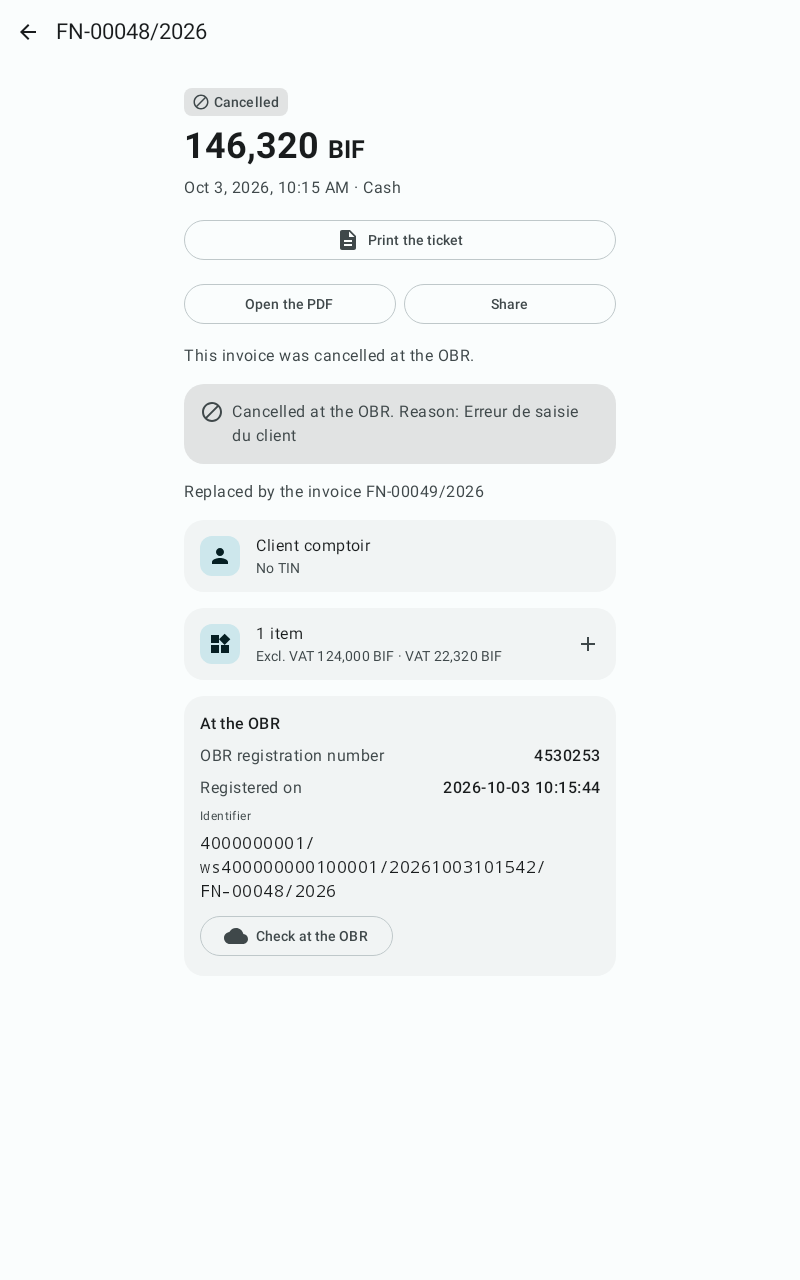 FN-00048/2026
Cancelled
146,320 BIF
Oct 3, 2026, 10:15 AM · Cash
Print the ticket
Open the PDF
Share
This invoice was cancelled at the OBR.
Cancelled at the OBR. Reason: Erreur de saisie
du client
Replaced by the invoice FN-00049/2026
Client comptoir
No TIN
1 item
Excl. VAT 124,000 BIF · VAT 22,320 BIF
At the OBR
OBR registration number 4530253
Registered on 2026-10-03 10:15:44
Identifier
4000000001/
ws400000000100001/20261003101542/
FN-00048/2026
Check at the OBR